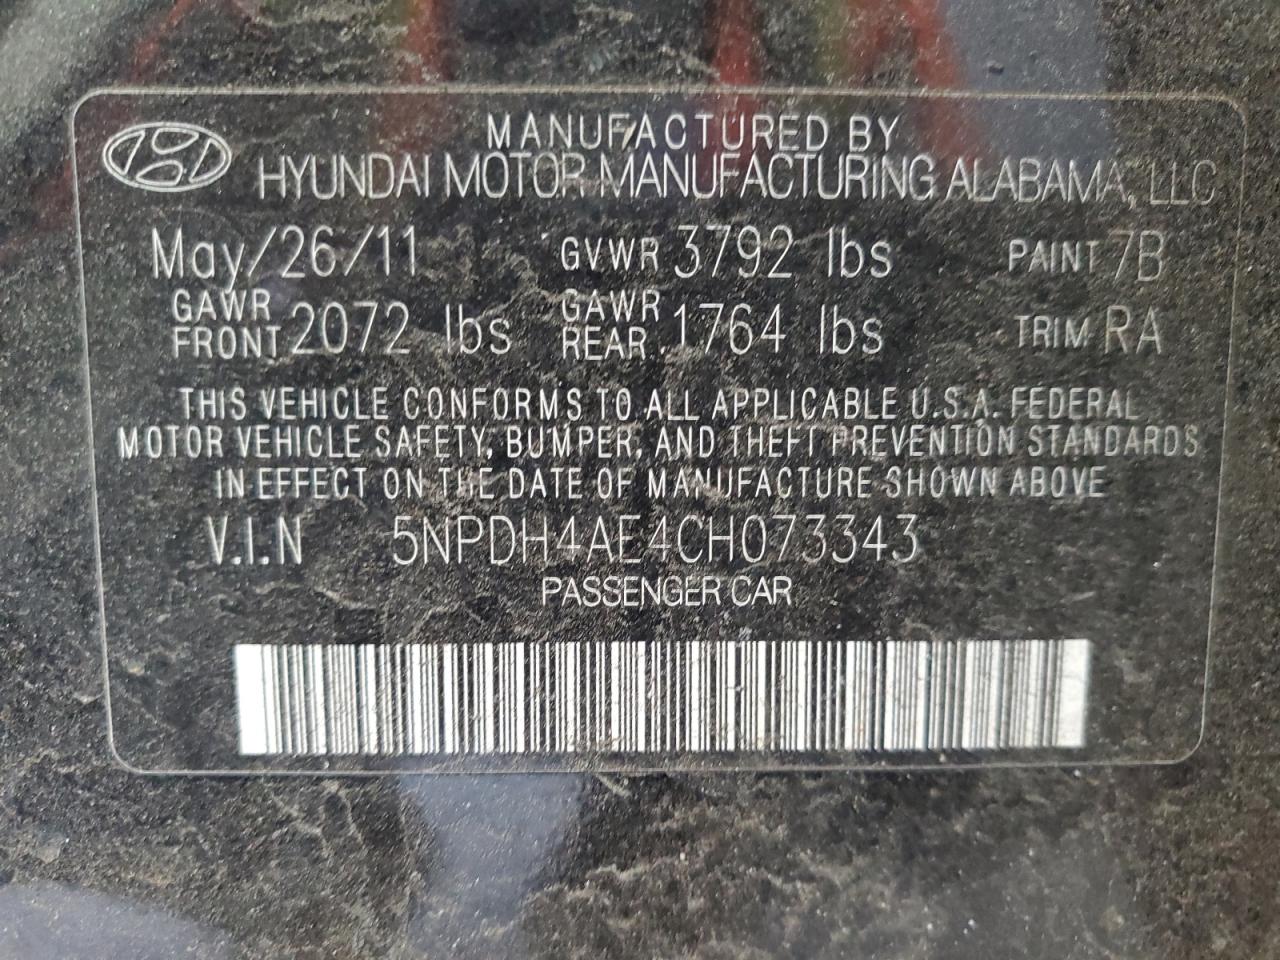 MANUFACTURED BY
HYUNDAI MOTOR MANUFACTURING ALABAMA, LLC
May/26/11 GVWR 3792 lbs PAINT 7B
GAWR FRONT 2072 lbs GAWR REAR 1764 lbs TRIM RA
THIS VEHICLE CONFORMS TO ALL APPLICABLE U.S.A. FEDERAL
MOTOR VEHICLE SAFETY, BUMPER, AND THEFT PREVENTION STANDARDS
IN EFFECT ON THE DATE OF MANUFACTURE SHOWN ABOVE
V.I.N 5NPDH4AE4CH073343
PASSENGER CAR